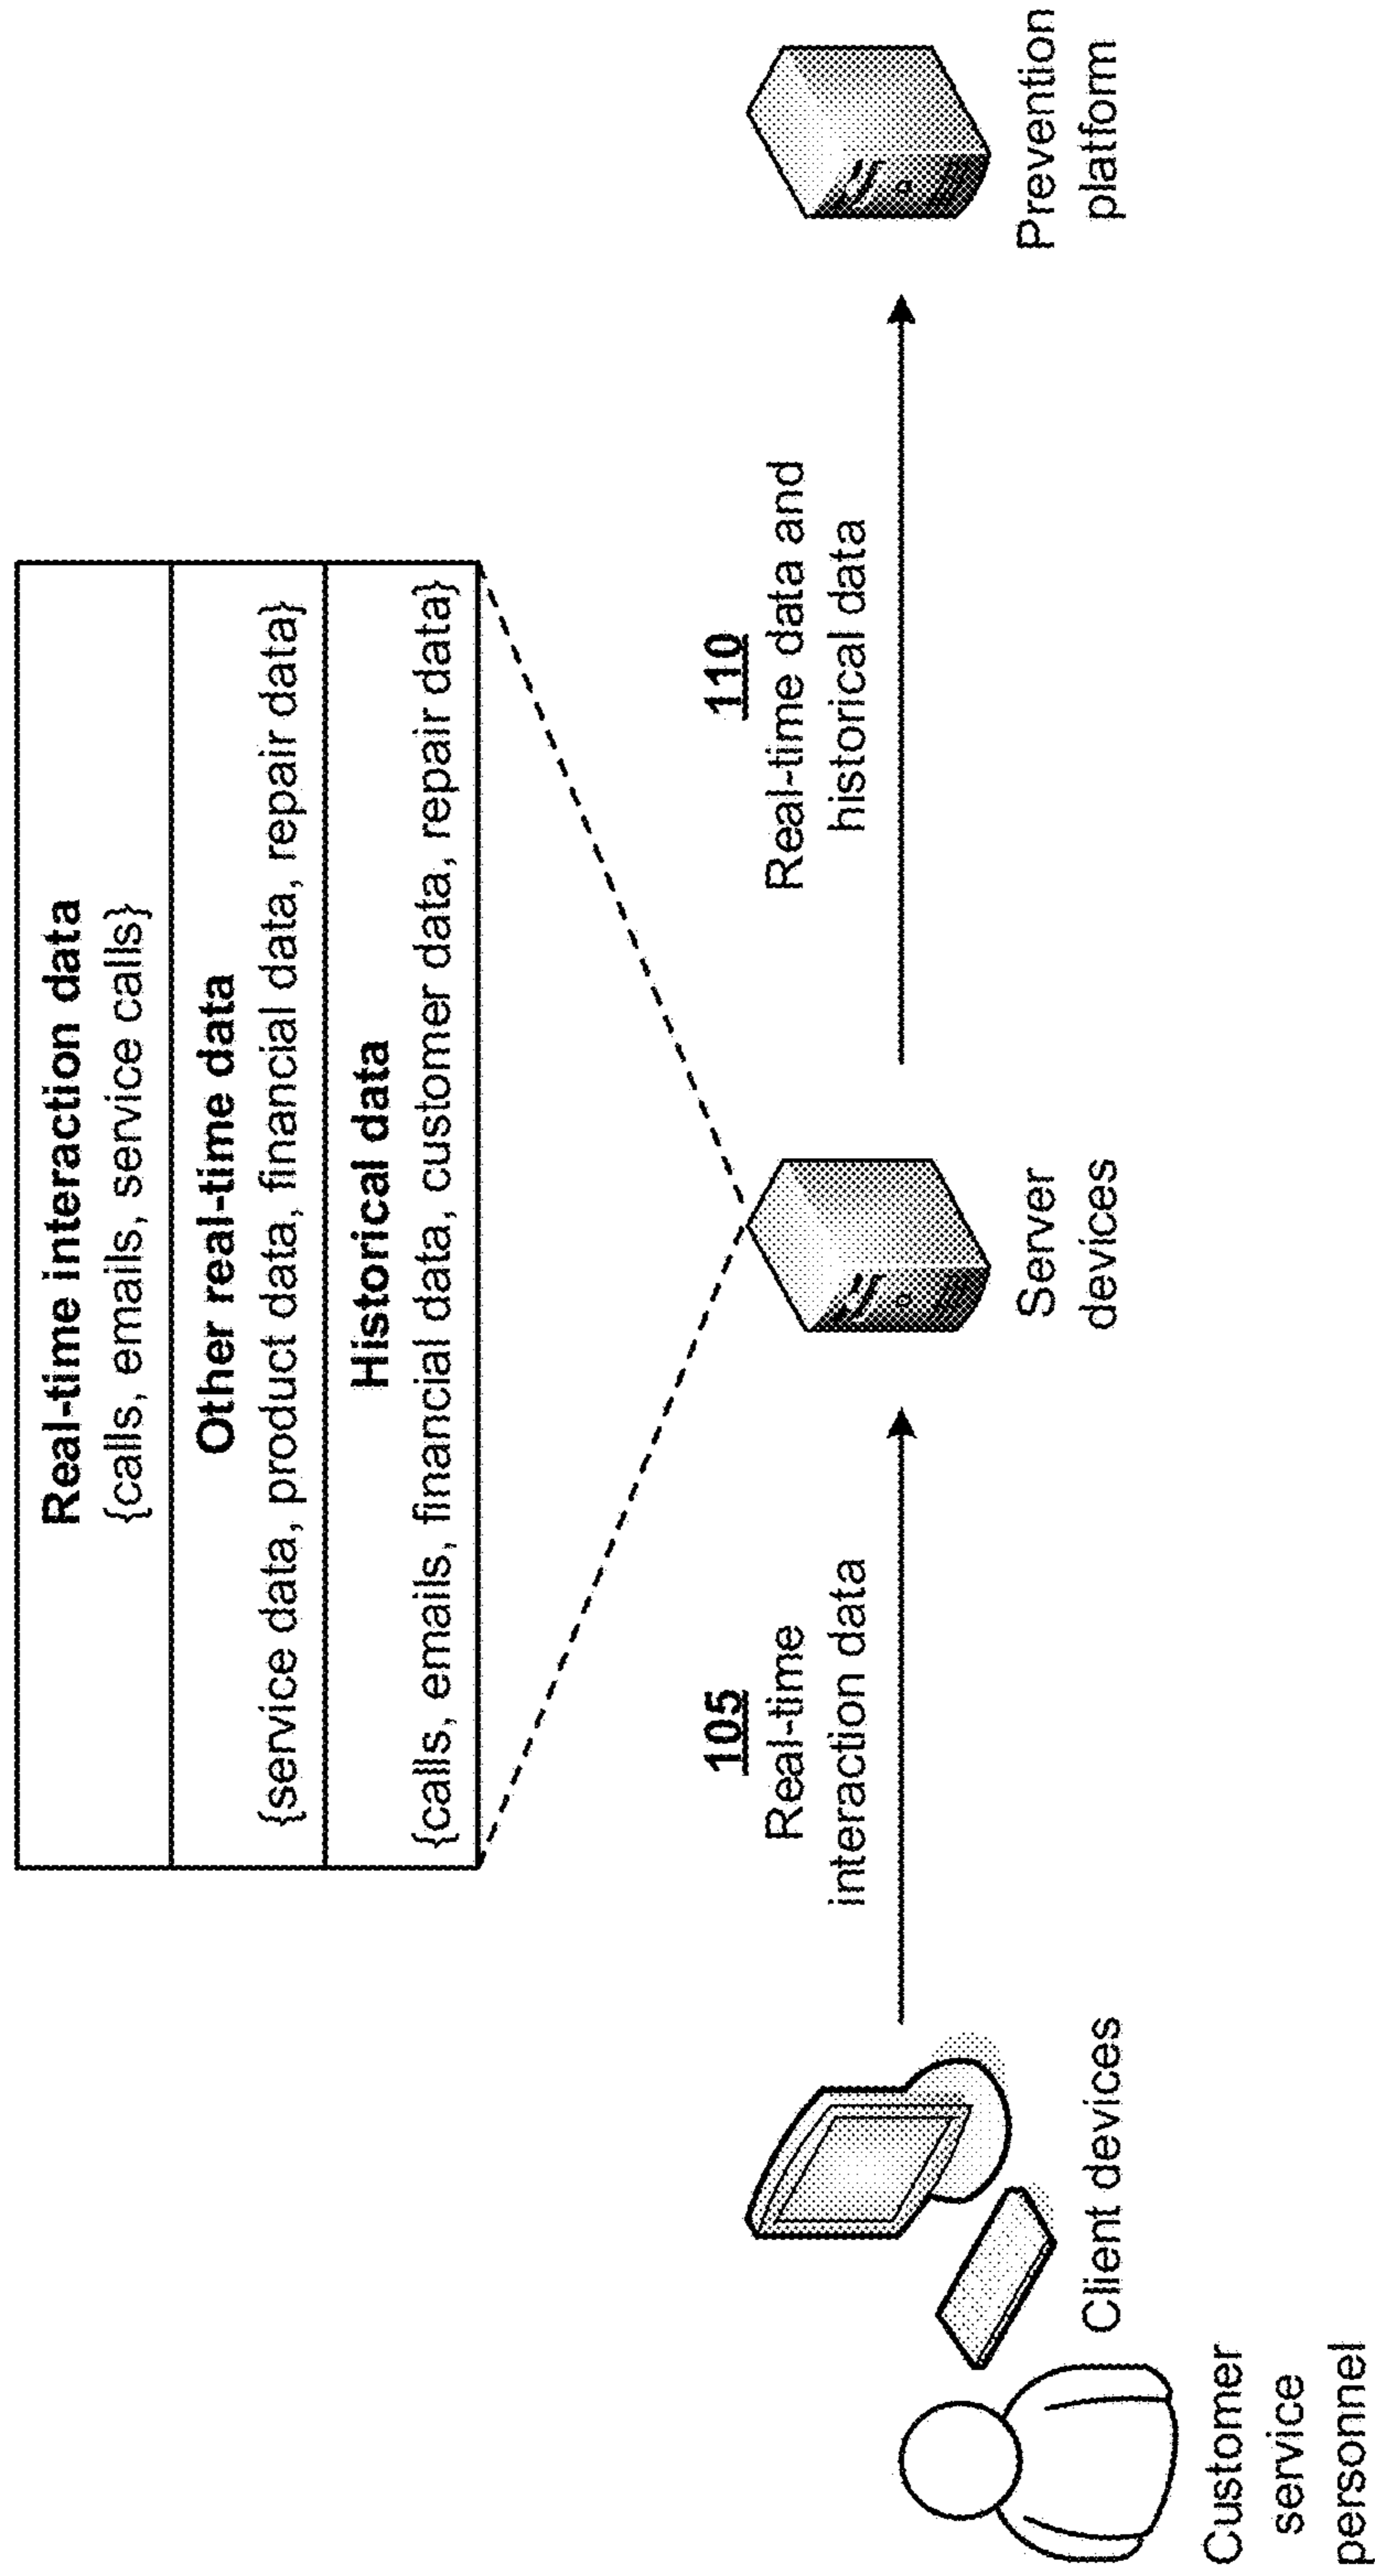 Real-time interaction data
{calls, emails, service calls}
Other real-time data
{service data, product data, financial data, repair data}
Historical data
{calls, emails, financial data, customer data, repair data}
105
Real-time
interaction data
110
Real-time data and
historical data
Customer
service
personnel
Client devices
Server
devices
Prevention
platform